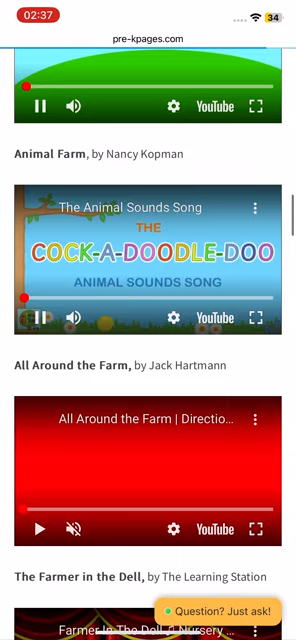 02:37
34
pre-kpages.com
YouTube
Animal Farm, by Nancy Kopman
The Animal Sounds Song
THE
COCK-A-DOODLE-DOO
ANIMAL SOUNDS SONG
YouTube
All Around the Farm, by Jack Hartmann
All Around the Farm | Directio...
YouTube
The Farmer in the Dell, by The Learning Station
Question? Just ask!
Farmer In The Dell ♫ Nursery ...